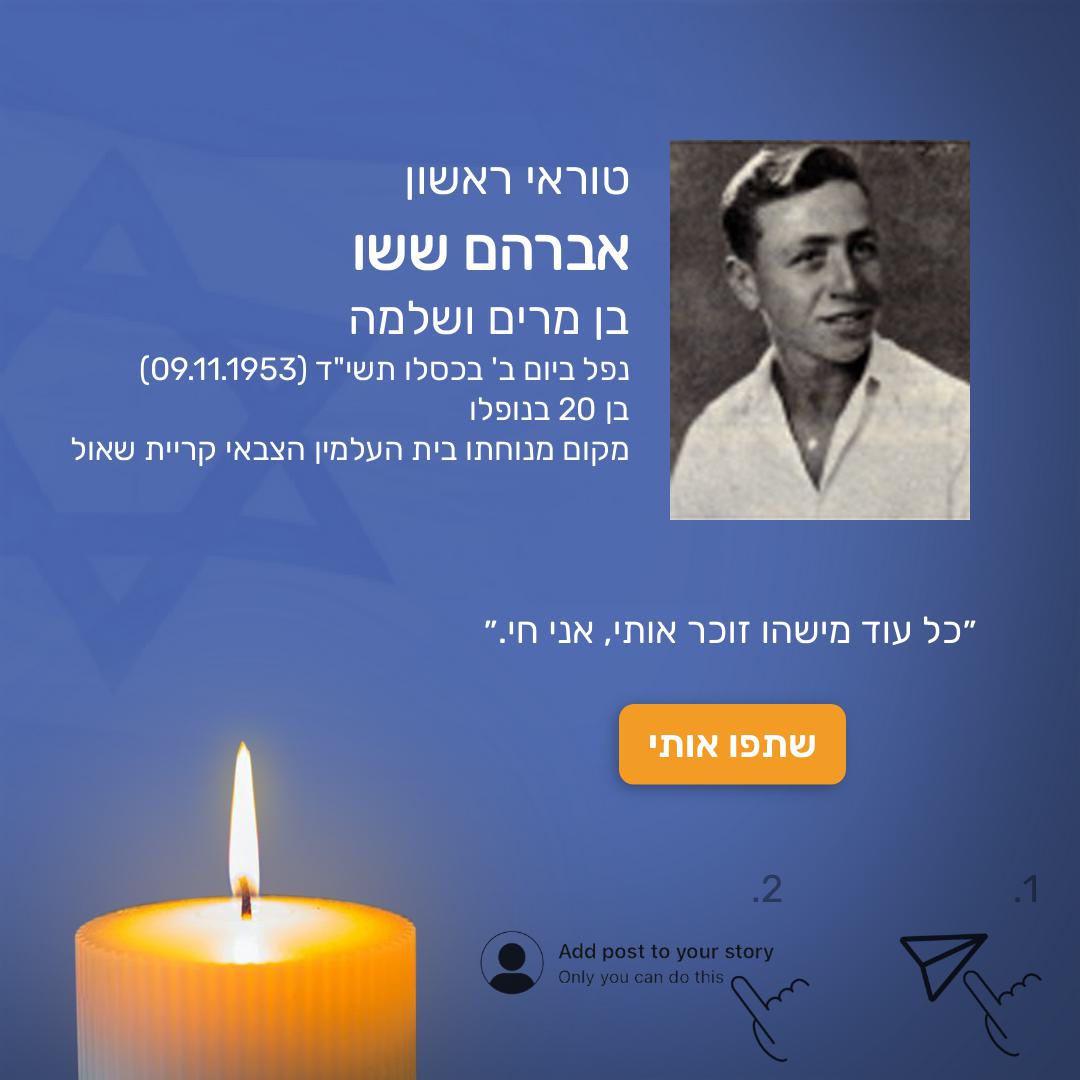 טוראי ראשון
אברהם ששו
בן מרים ושלמה
נפל ביום ב' בכסלו תשי"ד (09.11.1953)
בן 20 בנופלו
מקום מנוחתו בית העלמין הצבאי קריית שאול
״כל עוד מישהו זוכר אותי, אני חי.״
שתפו אותי
1.
2.
Add post to your story
Only you can do this